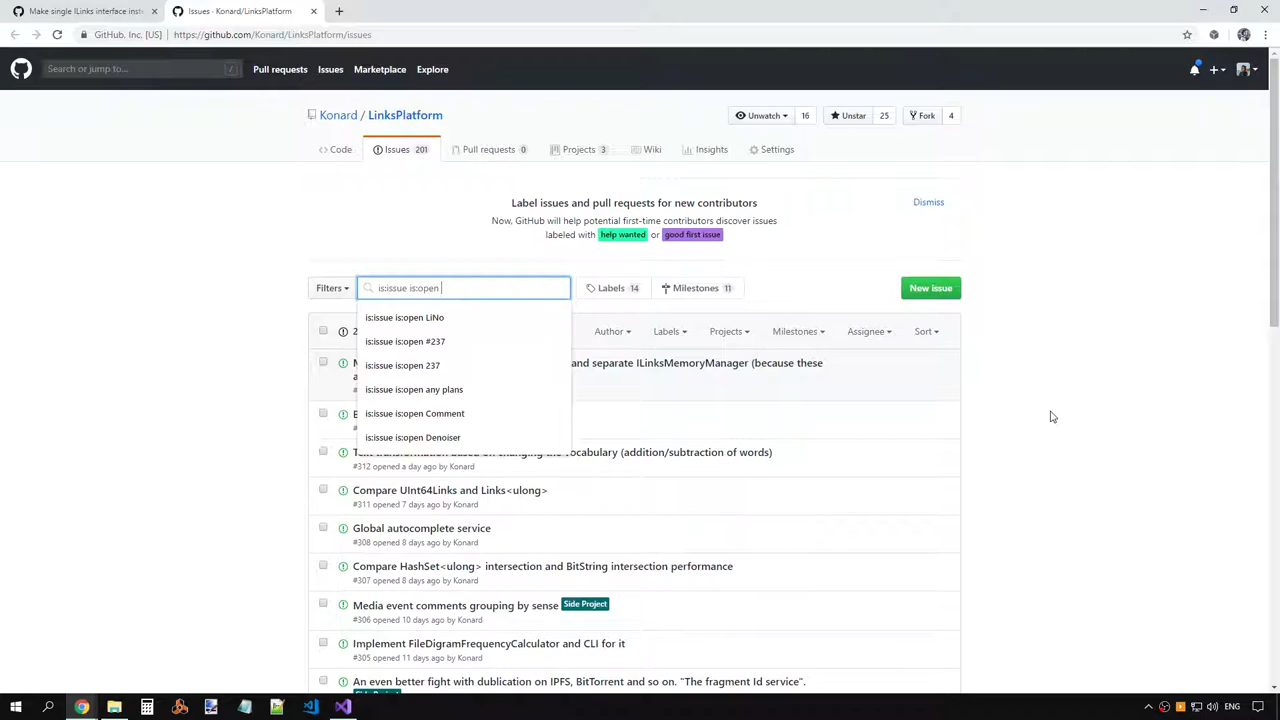 Make single ILinks interface inst
Issues · Konard/LinksPlatform
GitHub, Inc. [US]
https://github.com/Konard/LinksPlatform/issues
Search or jump to...
/
Pull requests
Issues
Marketplace
Explore
Konard / LinksPlatform
Unwatch
16
Unstar
25
Fork
4
Code
Issues 201
Pull requests 0
Projects 3
Wiki
Insights
Settings
Label issues and pull requests for new contributors
Dismiss
Now, GitHub will help potential first-time contributors discover issues
labeled with help wanted or good first issue
Filters
is:issue is:open
Labels 14
Milestones 11
New issue
is:issue is:open LiNo
is:issue is:open #237
is:issue is:open 237
is:issue is:open any plans
is:issue is:open Comment
is:issue is:open Denoiser
2
Author
Labels
Projects
Milestones
Assignee
Sort
and separate ILinksMemoryManager (because these
a
#
B
#
Text transformation based on changing the vocabulary (addition/subtraction of words)
#312 opened a day ago by Konard
Compare UInt64Links and Links<ulong>
#311 opened 7 days ago by Konard
Global autocomplete service
#308 opened 8 days ago by Konard
Compare HashSet<ulong> intersection and BitString intersection performance
#307 opened 8 days ago by Konard
Media event comments grouping by sense Side Project
#306 opened 10 days ago by Konard
Implement FileDigramFrequencyCalculator and CLI for it
#305 opened 11 days ago by Konard
An even better fight with dublication on IPFS, BitTorrent and so on. "The fragment Id service".
Side Project
ENG